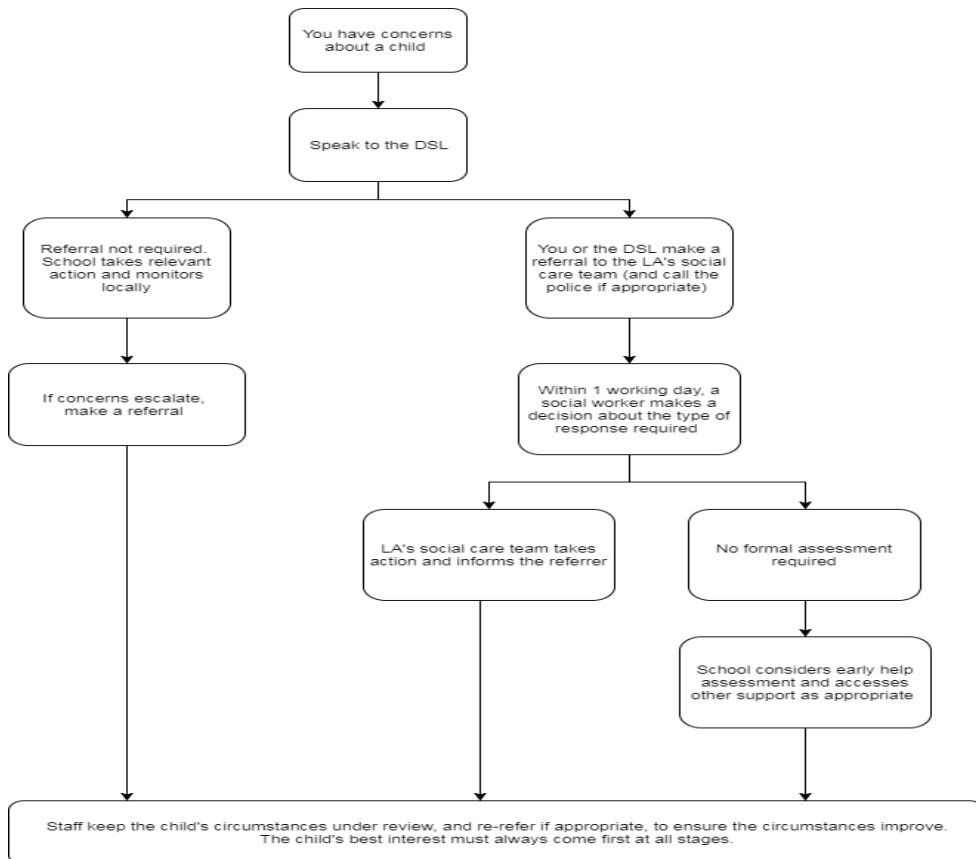 You have concerns
about a child
Speak to the DSL
Referral not required.
School takes relevant
action and monitors
locally
You or the DSL make a
referral to the LA's social
care team (and call the
police if appropriate)
If concerns escalate,
make a referral
Within 1 working day, a
social worker makes a
decision about the type of
response required
LA's social care team takes
action and informs the referrer
No formal assessment
required
School considers early help
assessment and accesses
other support as appropriate
Staff keep the child's circumstances under review, and re-refer if appropriate, to ensure the circumstances improve.
The child's best interest must always come first at all stages.